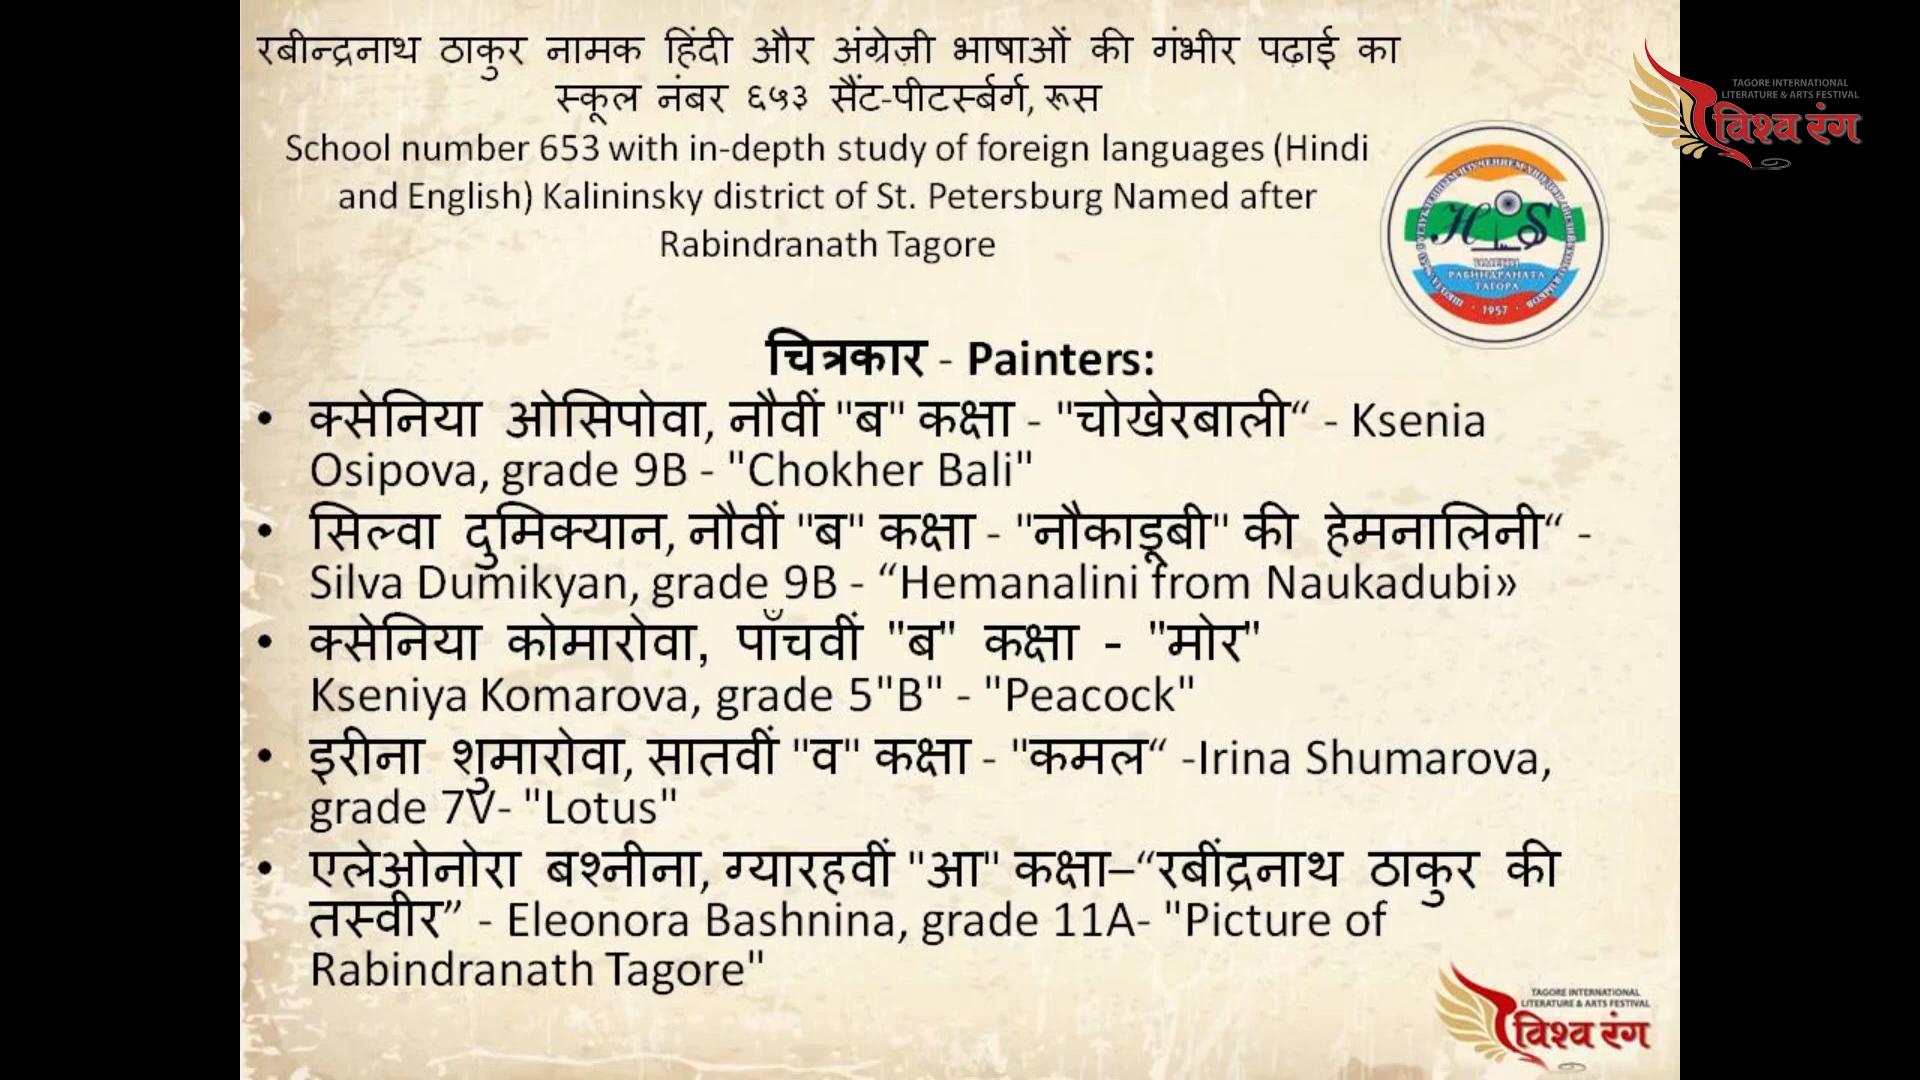 रबीन्द्रनाथ ठाकुर नामक हिंदी और अंग्रेज़ी भाषाओं की गंभीर पढ़ाई का
स्कूल नंबर ६५३ सैंट-पीटर्स्बर्ग, रूस
School number 653 with in-depth study of foreign languages (Hindi
and English) Kalininsky district of St. Petersburg Named after
Rabindranath Tagore
TAGORE INTERNATIONAL
LITERATURE & ARTS FESTIVAL
विश्व रंग
HS
ИМЕНИ
РАБИНДРАНАТА
ТАГОРА
1957
चित्रकार - Painters:
• क्सेनिया ओसिपोवा, नौवीं "ब" कक्षा - "चोखेरबाली“ - Ksenia
Osipova, grade 9B - "Chokher Bali"
• सिल्वा दुमिक्यान, नौवीं "ब" कक्षा - "नौकाडूबी" की हेमनालिनी“ -
Silva Dumikyan, grade 9B - “Hemanalini from Naukadubi»
• क्सेनिया कोमारोवा, पाँचवीं "ब" कक्षा - "मोर"
Kseniya Komarova, grade 5"B" - "Peacock"
• इरीना शुमारोवा, सातवीं "व" कक्षा - "कमल“ -Irina Shumarova,
grade 7V- "Lotus"
• एलेओनोरा बश्नीना, ग्यारहवीं "आ" कक्षा–“रबींद्रनाथ ठाकुर की
तस्वीर” - Eleonora Bashnina, grade 11A- "Picture of
Rabindranath Tagore"
TAGORE INTERNATIONAL
LITERATURE & ARTS FESTIVAL
विश्व रंग